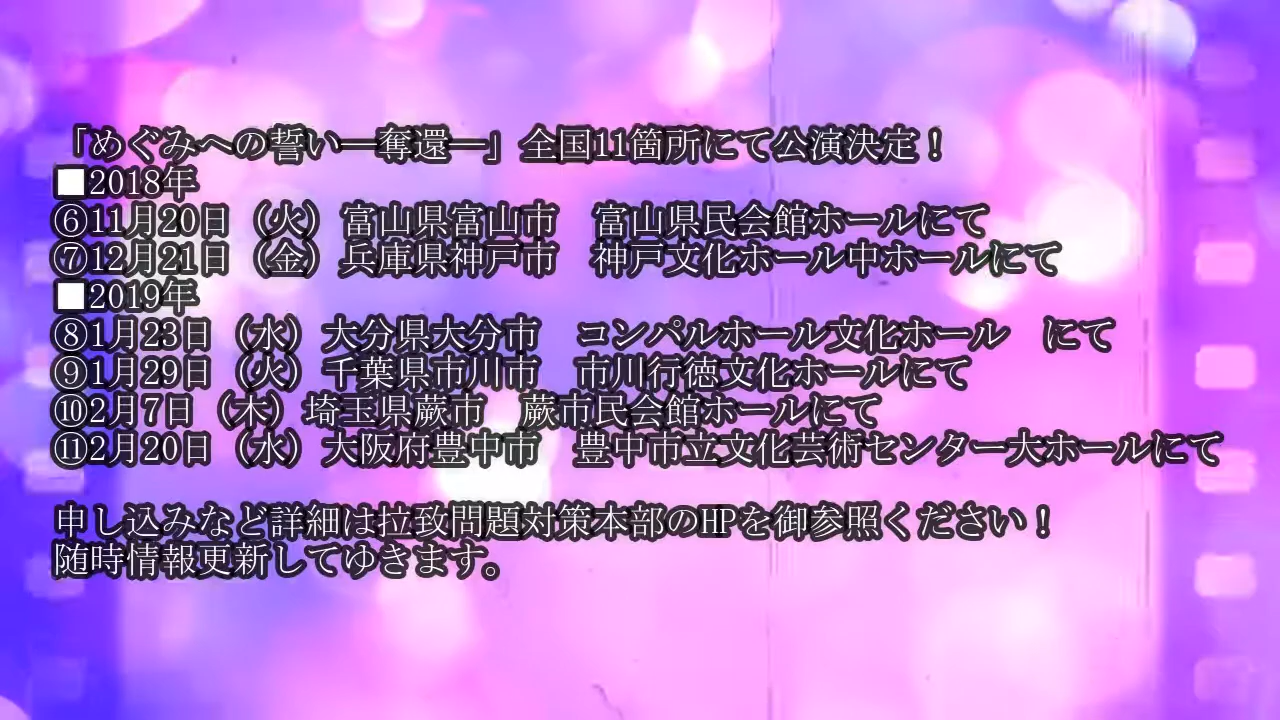 「めぐみへの誓い―奪還―」全国11箇所にて公演決定！
■2018年
⑥11月20日（火）富山県富山市　富山県民会館ホールにて
⑦12月21日（金）兵庫県神戸市　神戸文化ホール中ホールにて
■2019年
⑧1月23日（水）大分県大分市　コンパルホール文化ホール　にて
⑨1月29日（火）千葉県市川市　市川行徳文化ホールにて
⑩2月7日（木）埼玉県蕨市　蕨市民会館ホールにて
⑪2月20日（水）大阪府豊中市　豊中市立文化芸術センター大ホールにて
申し込みなど詳細は拉致問題対策本部のHPを御参照ください！
随時情報更新してゆきます。